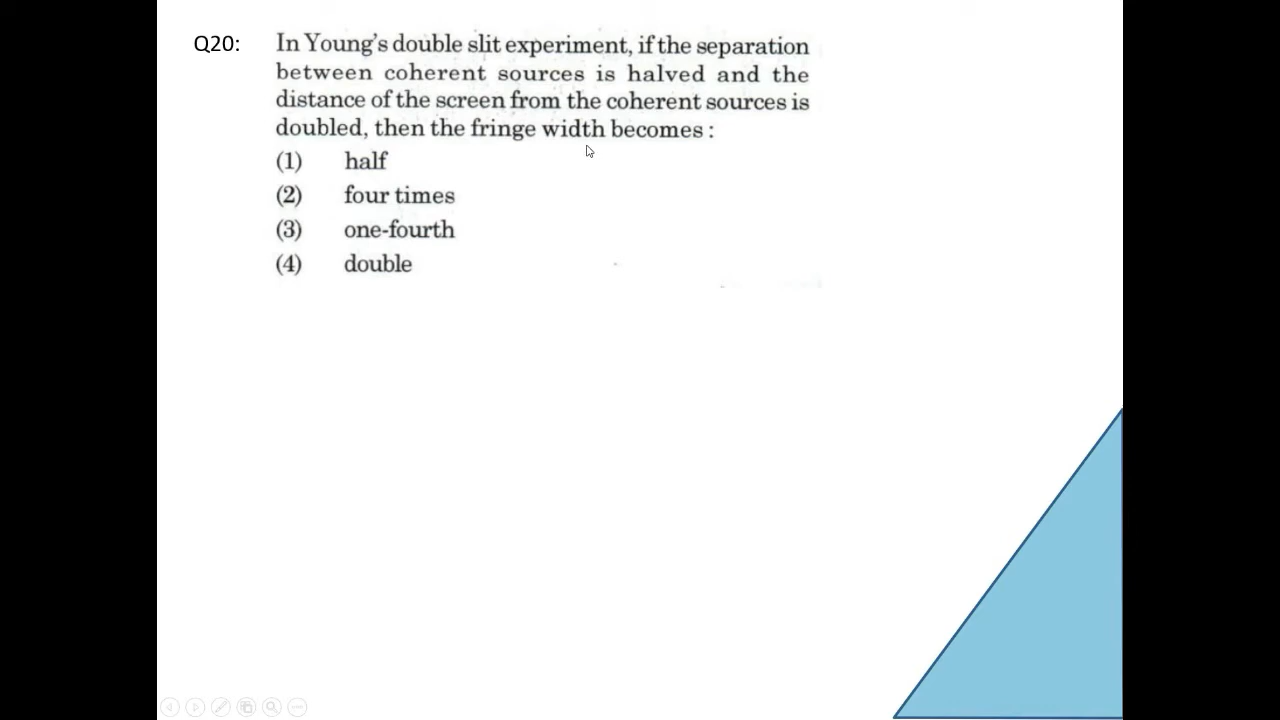 Q20: In Young's double slit experiment, if the separation
between coherent sources is halved and the
distance of the screen from the coherent sources is
doubled, then the fringe width becomes :
(1) half
(2) four times
(3) one-fourth
(4) double